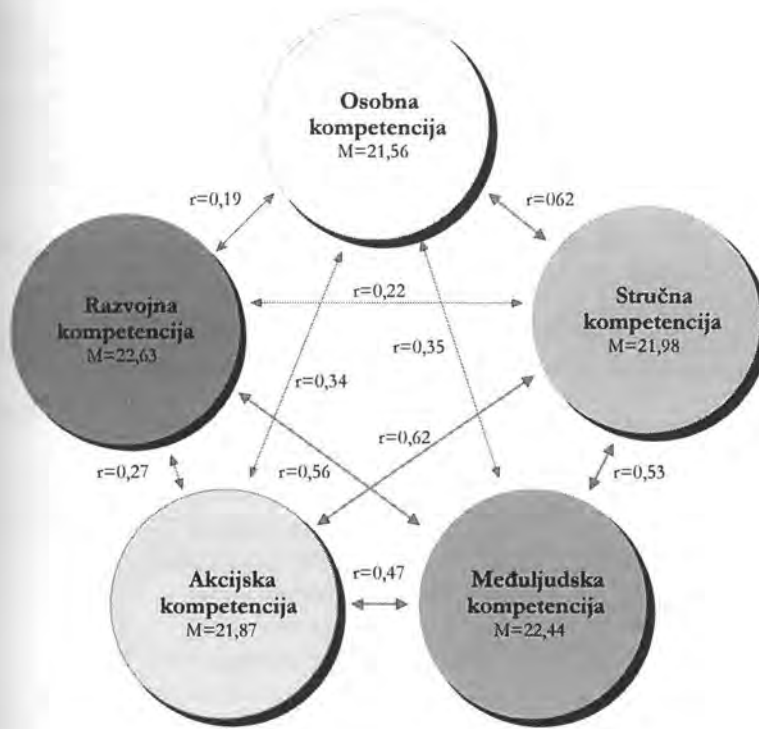 Osobna
kompetencija
M=21,56
r=0,19
r=062
Razvojna
kompetencija
M=22,63
r=0,22
Stručna
kompetencija
M=21,98
r=0,35
r=0,34
r=0,62
r=0,27
r=0,56
r=0,53
Akcijska
kompetencija
M=21,87
r=0,47
Međuljudska
kompetencija
M=22,44